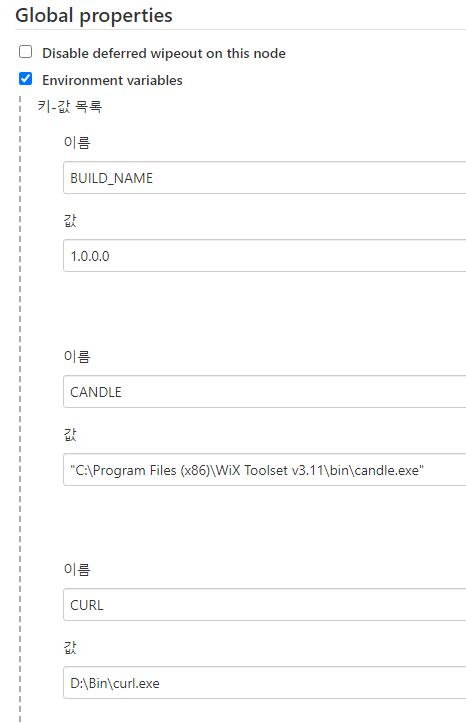 Global properties
Disable deferred wipeout on this node
Environment variables
키-값 목록
이름
BUILD_NAME
값
1.0.0.0
이름
CANDLE
값
"C:\Program Files (x86)\WiX Toolset v3.11\bin\candle.exe"
이름
CURL
값
D:\Bin\curl.exe